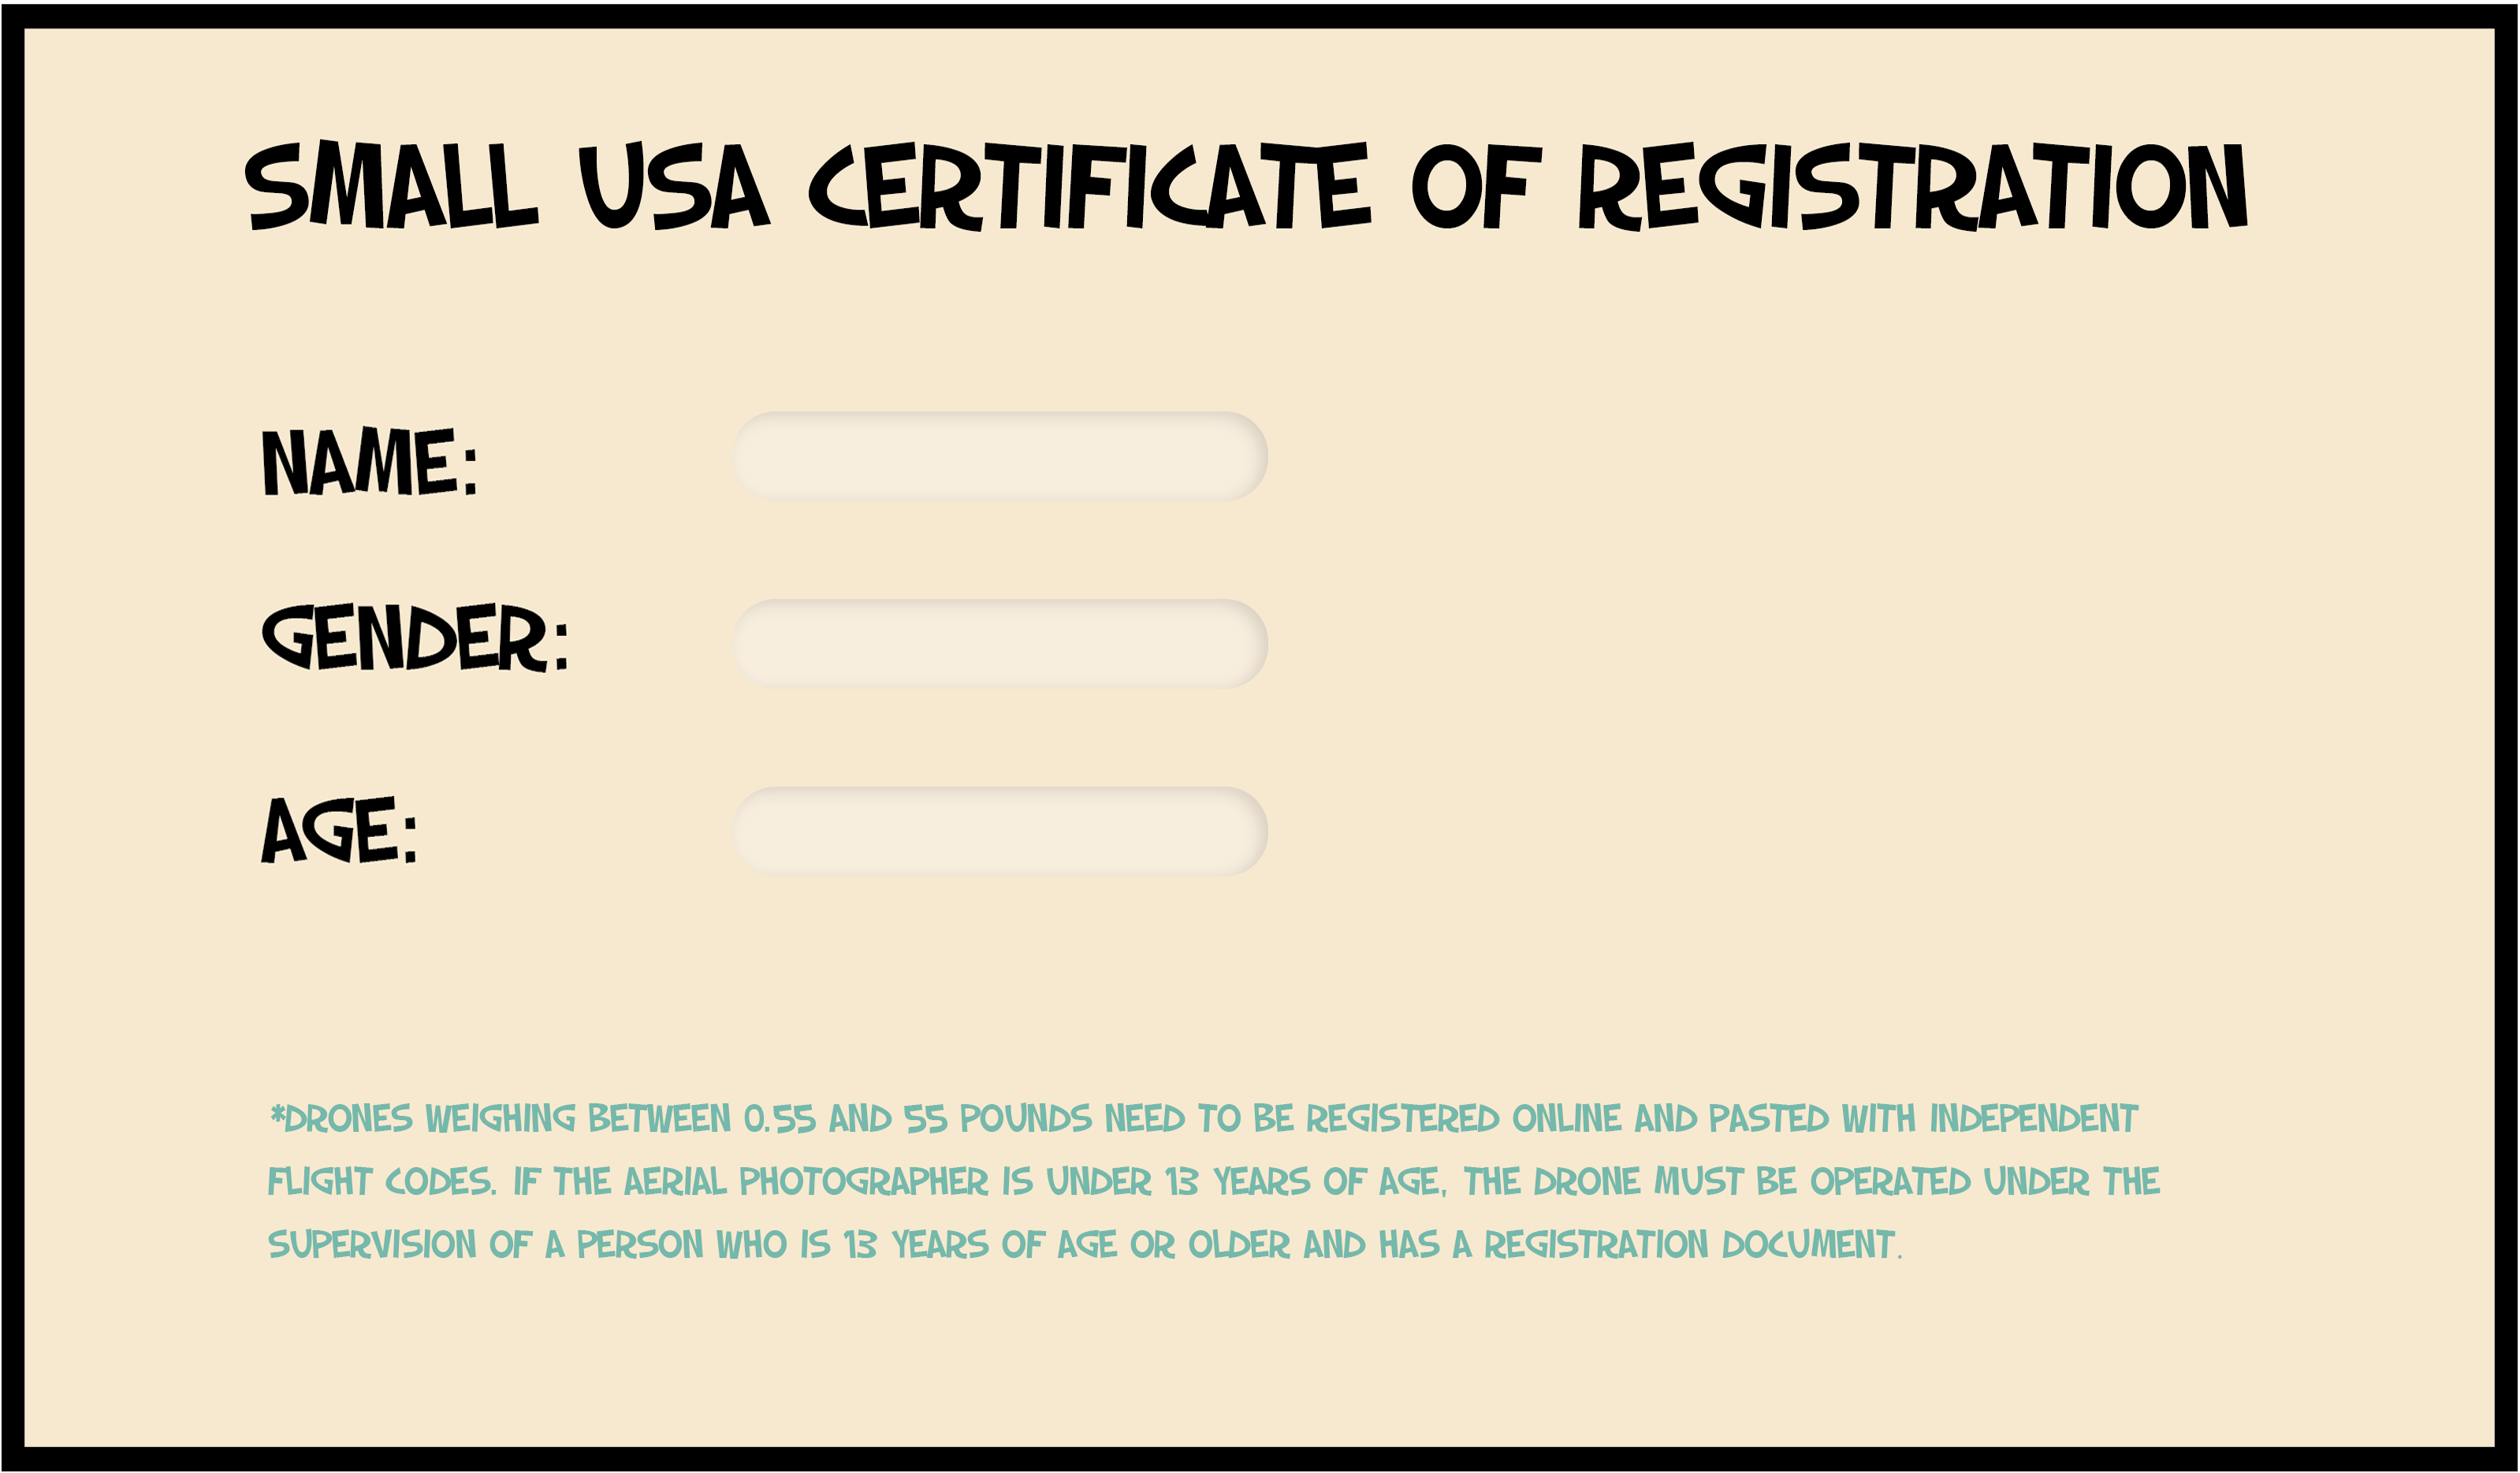 SMALL USA CERTIFICATE OF REGISTRATION
NAME:
GENDER:
AGE:
*DRONES WEIGHING BETWEEN 0.55 AND 55 POUNDS NEED TO BE REGISTERED ONLINE AND PASTED WITH INDEPENDENT
FLIGHT CODES. IF THE AERIAL PHOTOGRAPHER IS UNDER 13 YEARS OF AGE, THE DRONE MUST BE OPERATED UNDER THE
SUPERVISION OF A PERSON WHO IS 13 YEARS OF AGE OR OLDER AND HAS A REGISTRATION DOCUMENT.